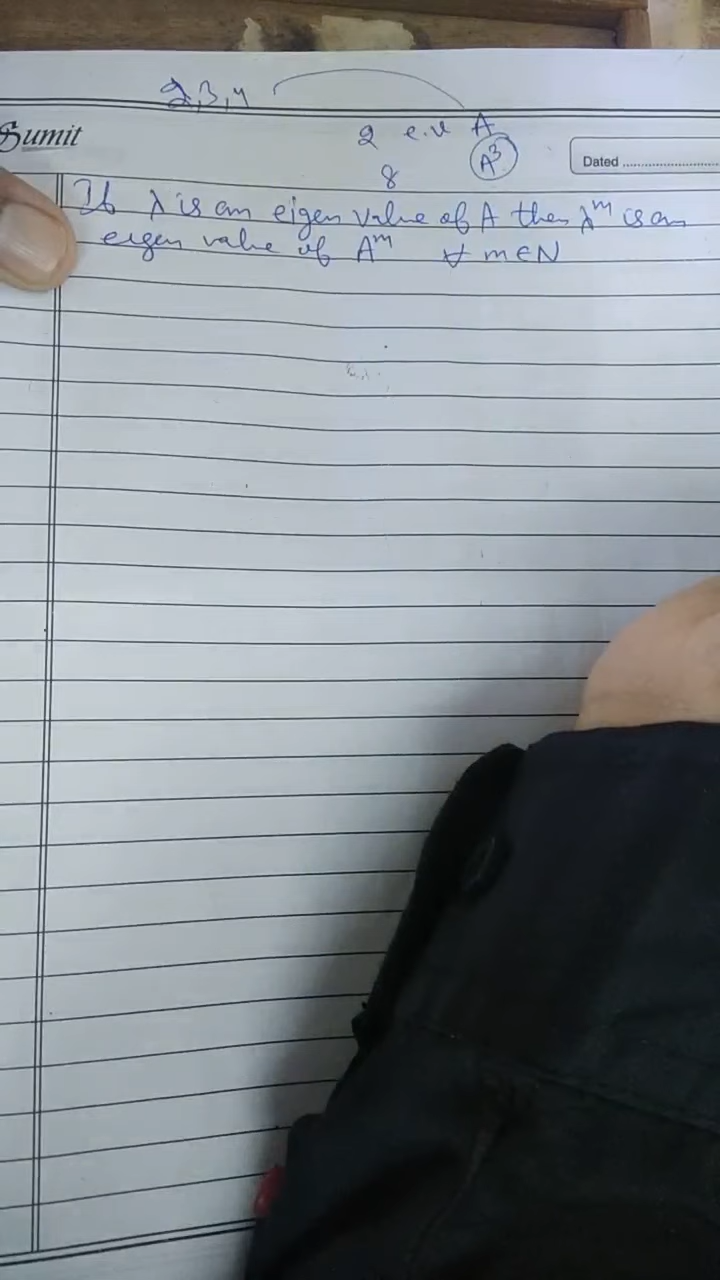 2,3,4
Sumit
2 e.v A
A³
Dated ........................
8
If λ is an eigen value of A then λᵐ is an
eigen value of Aᵐ ∀ m ∈ N